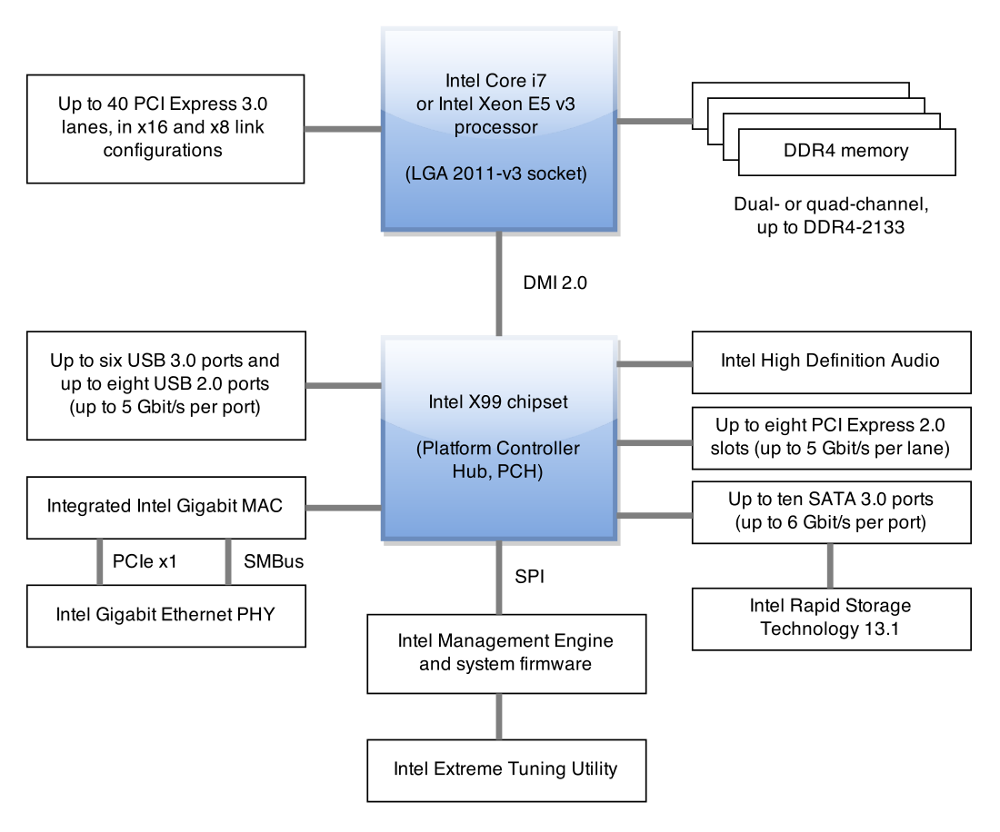 Intel Core i7
or Intel Xeon E5 v3
processor
(LGA 2011-v3 socket)
Up to 40 PCI Express 3.0
lanes, in x16 and x8 link
configurations
DDR4 memory
Dual- or quad-channel,
up to DDR4-2133
DMI 2.0
Up to six USB 3.0 ports and
up to eight USB 2.0 ports
(up to 5 Gbit/s per port)
Intel X99 chipset
(Platform Controller
Hub, PCH)
Intel High Definition Audio
Up to eight PCI Express 2.0
slots (up to 5 Gbit/s per lane)
Integrated Intel Gigabit MAC
Up to ten SATA 3.0 ports
(up to 6 Gbit/s per port)
PCIe x1
SMBus
SPI
Intel Gigabit Ethernet PHY
Intel Rapid Storage
Technology 13.1
Intel Management Engine
and system firmware
Intel Extreme Tuning Utility